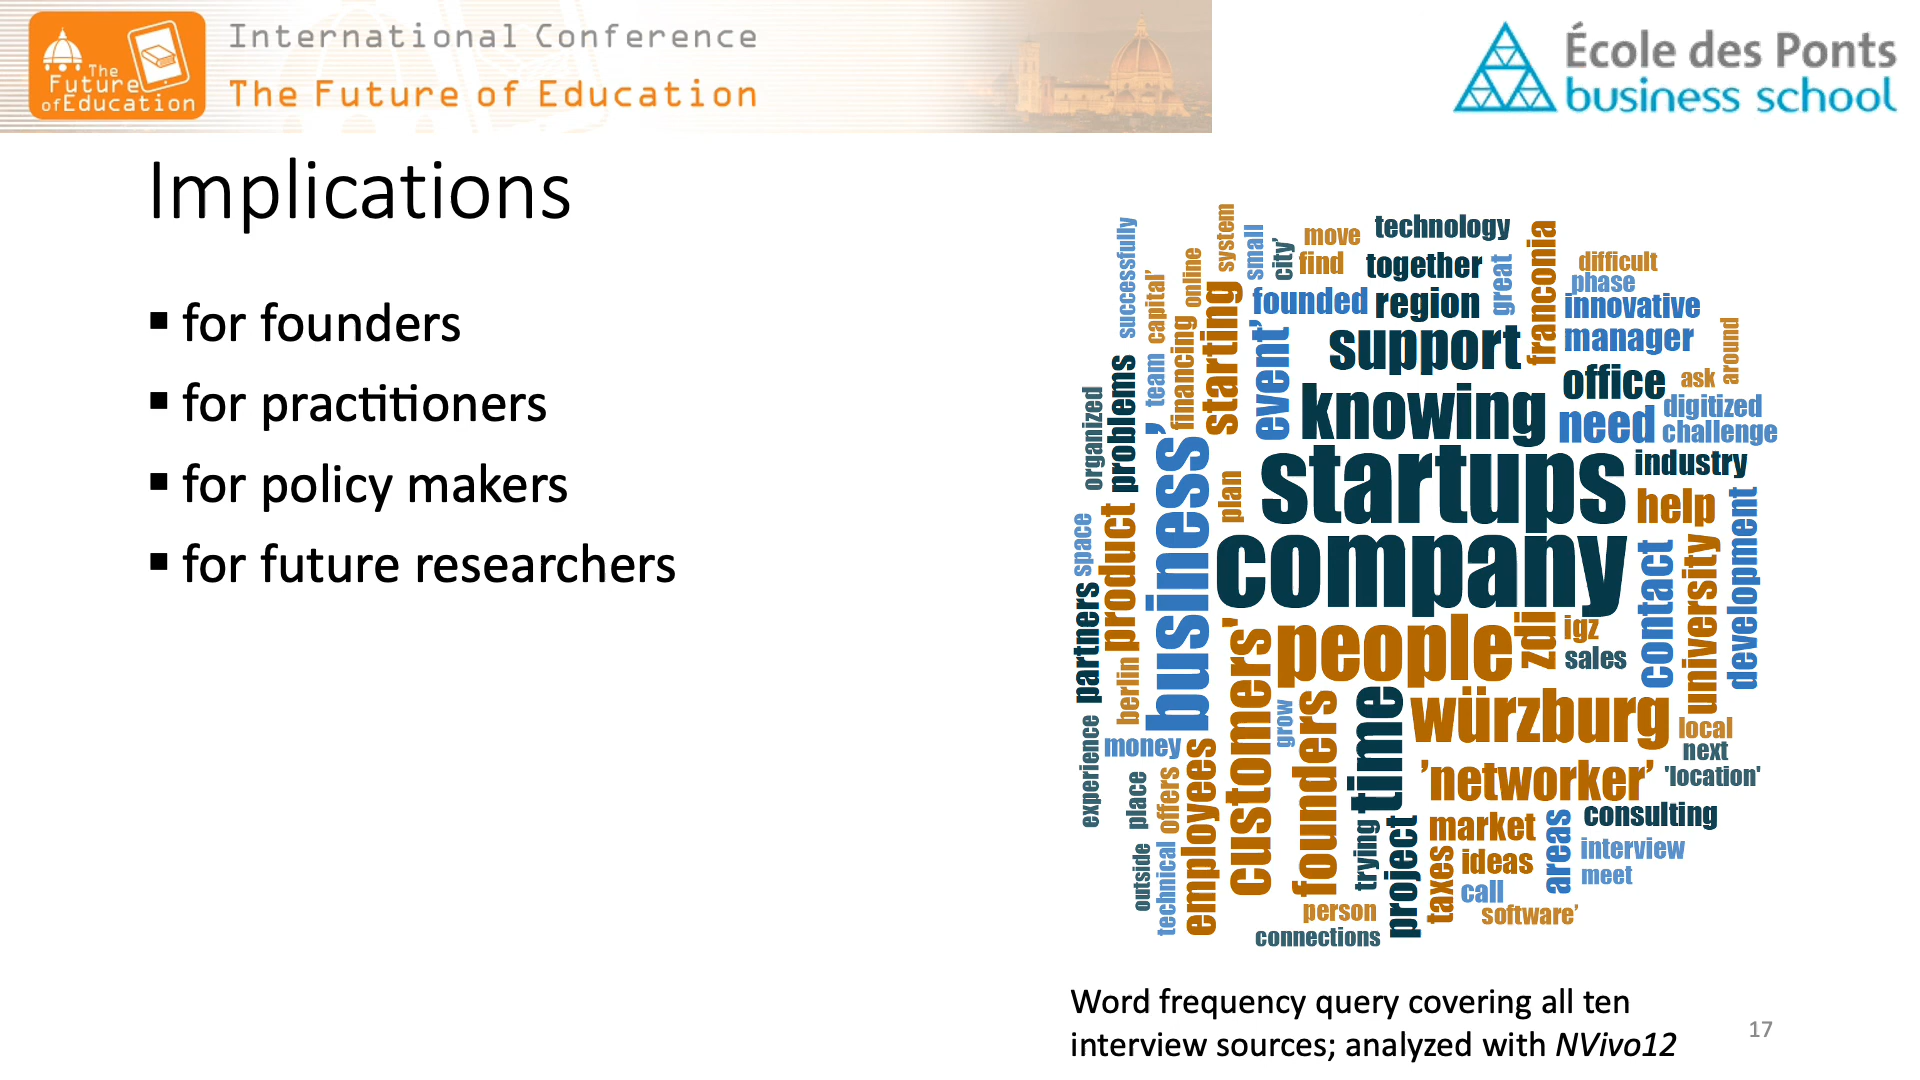 The
Future
ofEducation
International Conference
The Future of Education
École des Ponts
business school
Implications
▪ for founders
▪ for practitioners
▪ for policy makers
▪ for future researchers
successfully
capital’
online
system
small
city’
move
find
technology
together
great
franconia
difficult
phase
founded
region
innovative
manager
around
support
starting
event’
financing
team
problems
organized
office
ask
knowing
need
digitized
challenge
business’
plan
startups
industry
help
company
space
product
partners
berlin
contact
university
development
people
zdi
igz
sales
customers'
founders
grow
time
würzburg
local
next
experience
money
employees
’networker’
'location'
place
offers
outside
technical
trying
project
market
areas
consulting
taxes
ideas
interview
call
meet
person
software’
connections
Word frequency query covering all ten
interview sources; analyzed with NVivo12
17